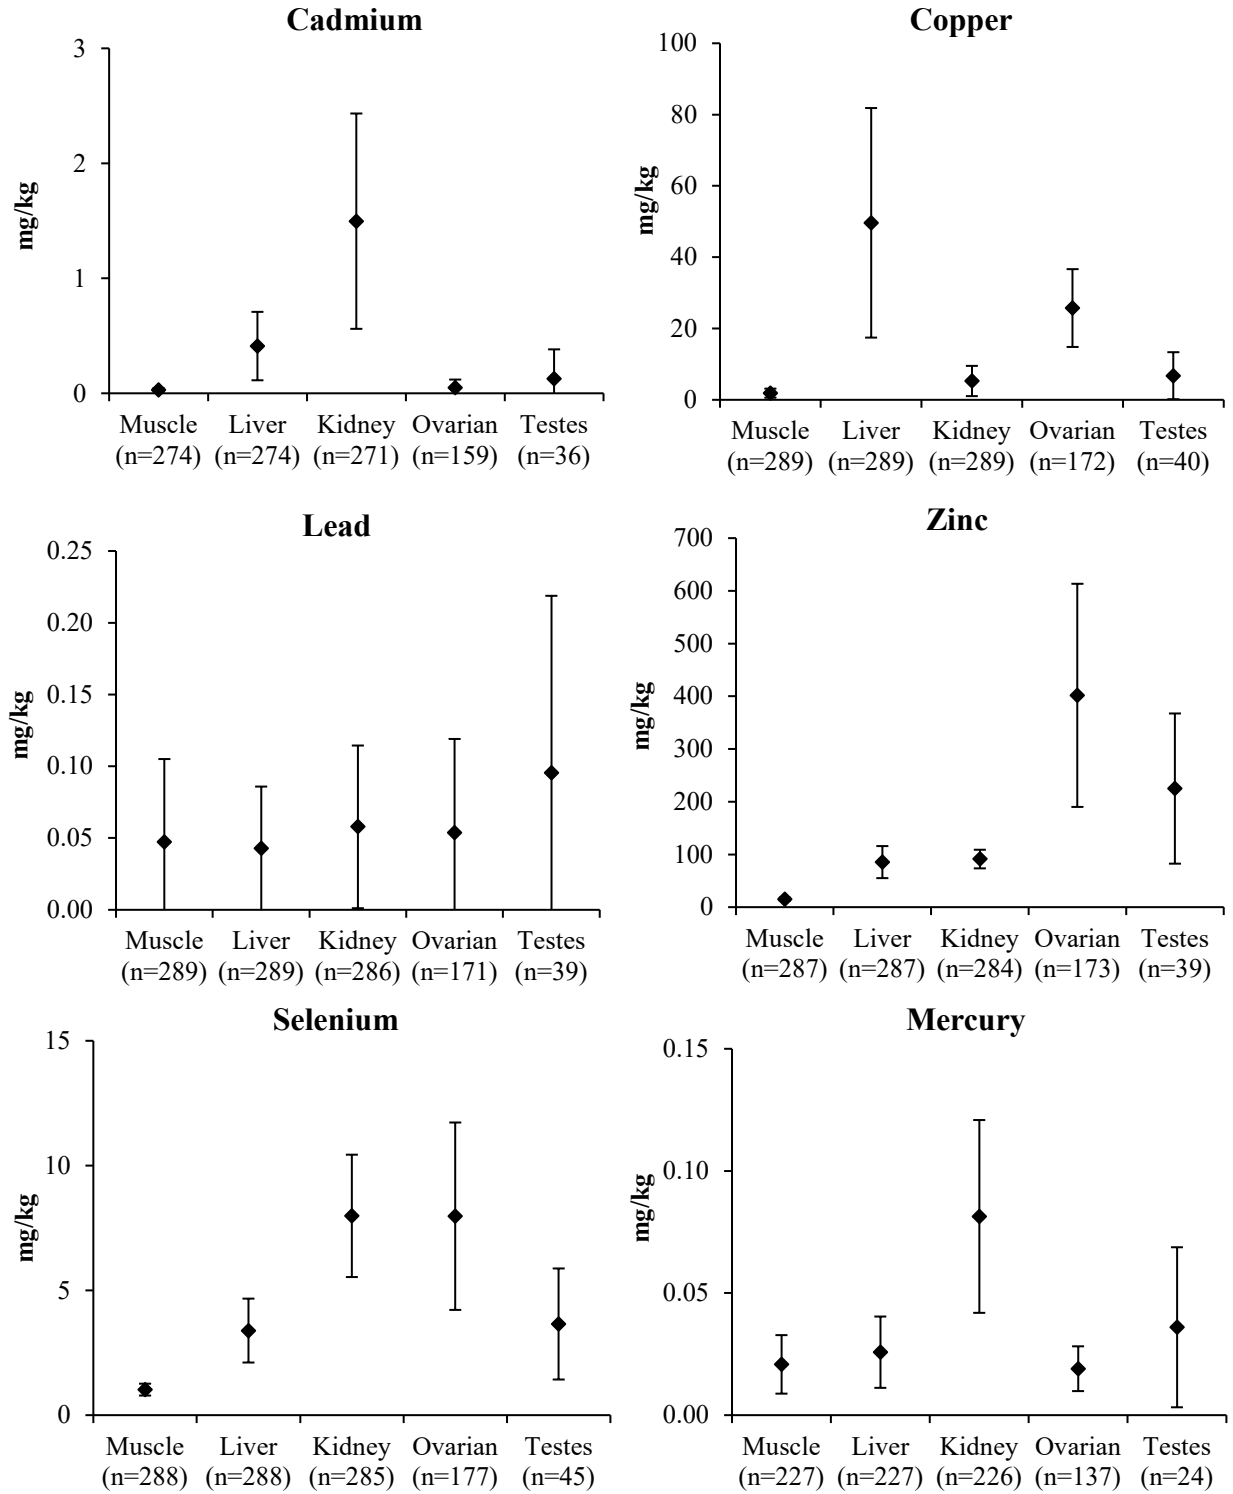 Cadmium
3
2
1
0
mg/kg
Muscle Liver Kidney Ovarian Testes
(n=274) (n=274) (n=271) (n=159) (n=36)
Copper
100
80
60
40
20
0
mg/kg
Muscle Liver Kidney Ovarian Testes
(n=289) (n=289) (n=289) (n=172) (n=40)
Lead
0.25
0.20
0.15
0.10
0.05
0.00
mg/kg
Muscle Liver Kidney Ovarian Testes
(n=289) (n=289) (n=286) (n=171) (n=39)
Zinc
700
600
500
400
300
200
100
0
mg/kg
Muscle Liver Kidney Ovarian Testes
(n=287) (n=287) (n=284) (n=173) (n=39)
Selenium
15
10
5
0
mg/kg
Muscle Liver Kidney Ovarian Testes
(n=288) (n=288) (n=285) (n=177) (n=45)
Mercury
0.15
0.10
0.05
0.00
mg/kg
Muscle Liver Kidney Ovarian Testes
(n=227) (n=227) (n=226) (n=137) (n=24)